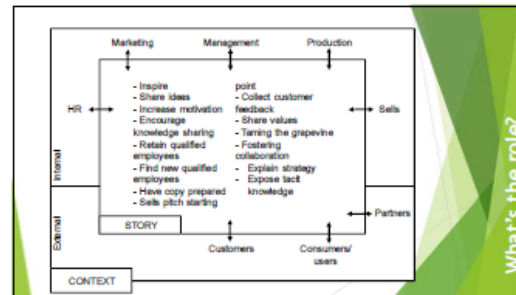 Marketing
Management
Production
HR
- Inspire
- Share ideas
- Increase motivation
- Encourage
knowledge sharing
- Retain qualified
employees
- Find new qualified
employees
- Have copy prepared
- Sells pitch starting
point
- Collect customer
feedback
- Share values
- Taming the grapevine
- Fostering
collaboration
- Explain strategy
- Expose tacit
knowledge
Sells
Internal
External
Partners
STORY
Customers
Consumers/
users
CONTEXT
What's the role?